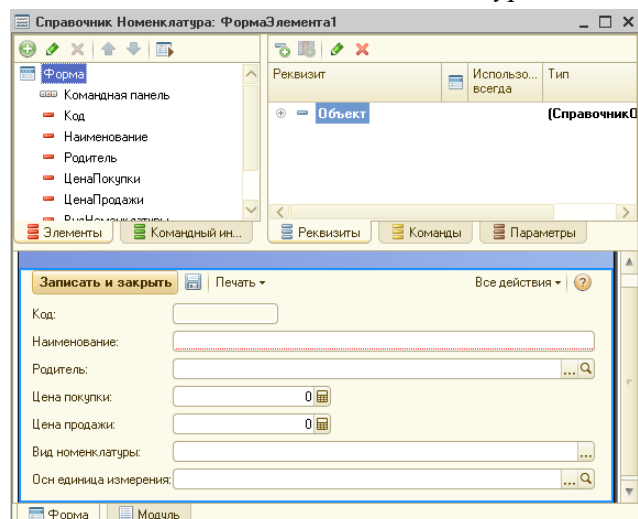 Справочник Номенклатура: ФормаЭлемента1
Форма
Командная панель
Код
Наименование
Родитель
ЦенаПокупки
ЦенаПродажи
ВидНоменклатуры
Элементы
Командный ин...
Реквизит
Использо... всегда
Тип
Объект
(СправочникО
Реквизиты
Команды
Параметры
Записать и закрыть
Печать
Все действия
?
Код:
Наименование:
Родитель:
...
Цена покупки:
0
Цена продажи:
0
Вид номенклатуры:
...
Осн единица измерения:
...
Форма
Модуль